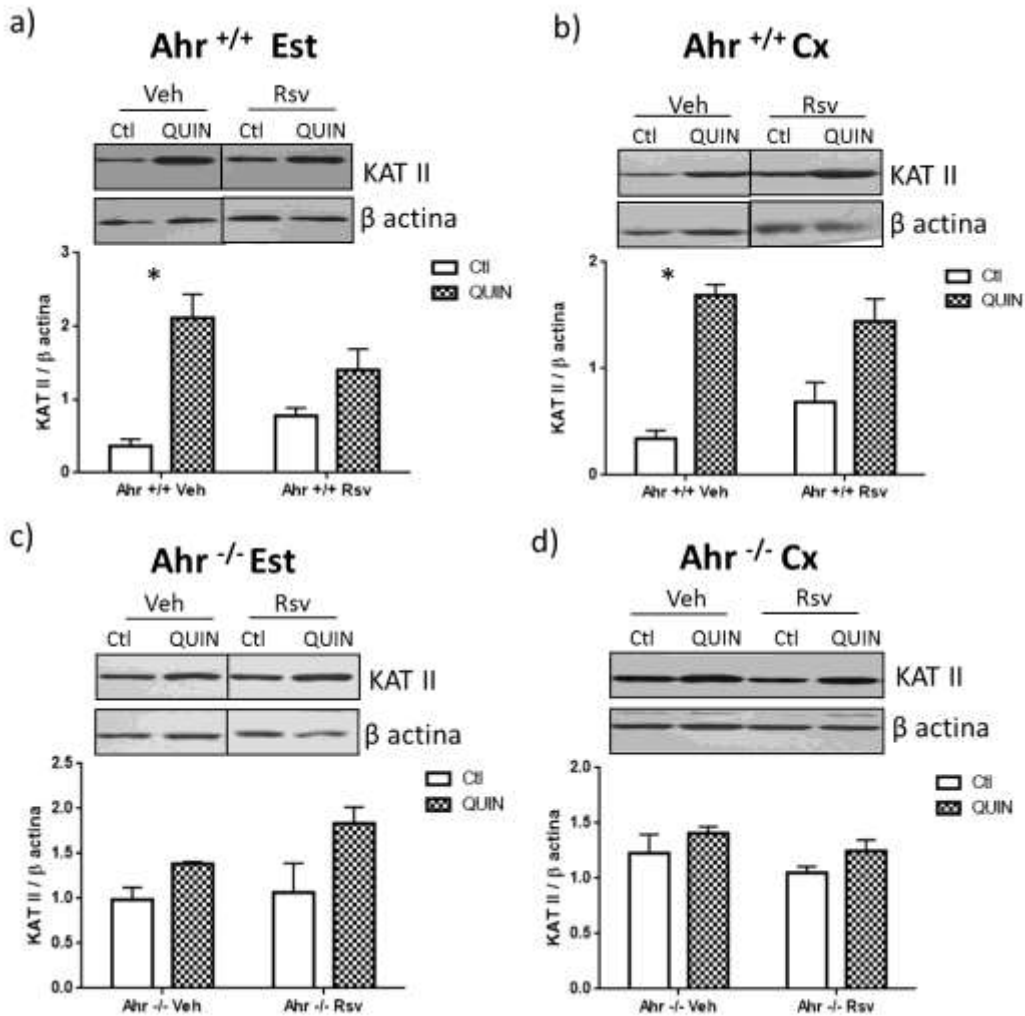 a)
Ahr +/+ Est
Veh Rsv
Ctl QUIN Ctl QUIN
KAT II
β actina
3
2
1
0
KAT II / β actina
*
Ctl
QUIN
Ahr +/+ Veh Ahr +/+ Rsv
b)
Ahr +/+ Cx
Veh Rsv
Ctl QUIN Ctl QUIN
KAT II
β actina
2
1
0
KAT II / β actina
*
Ctl
QUIN
Ahr +/+ Veh Ahr +/+ Rsv
c)
Ahr -/- Est
Veh Rsv
Ctl QUIN Ctl QUIN
KAT II
β actina
2.5
2.0
1.5
1.0
0.5
0.0
KAT II / β actina
Ctl
QUIN
Ahr -/- Veh Ahr -/- Rsv
d)
Ahr -/- Cx
Veh Rsv
Ctl QUIN Ctl QUIN
KAT II
β actina
2.0
1.5
1.0
0.5
0.0
KAT II / β actina
Ctl
QUIN
Ahr -/- Veh Ahr -/- Rsv